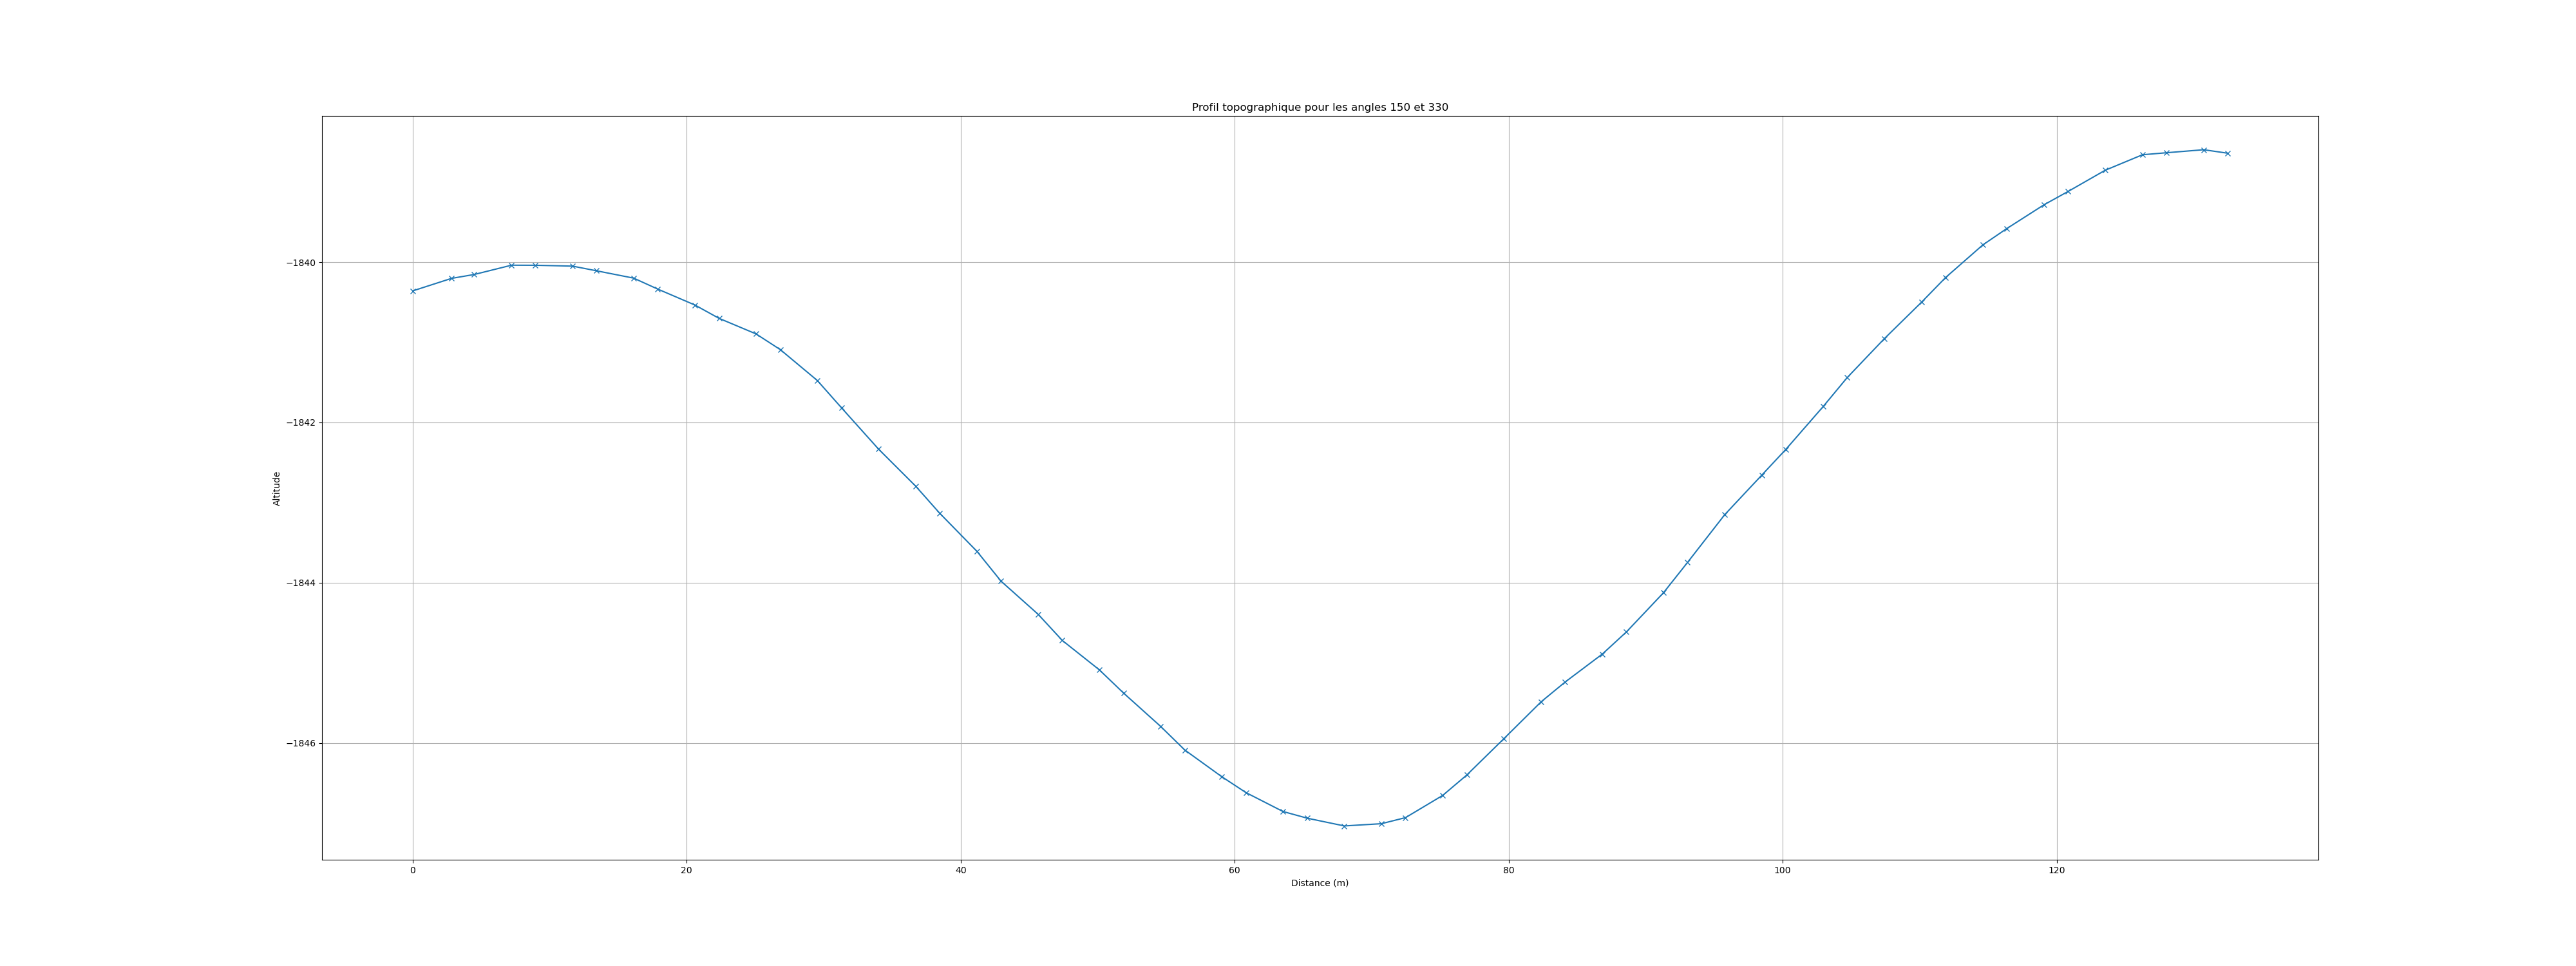 Profil topographique pour les angles 150 et 330
Altitude
−1840
−1842
−1844
−1846
0 20 40 60 80 100 120
Distance (m)